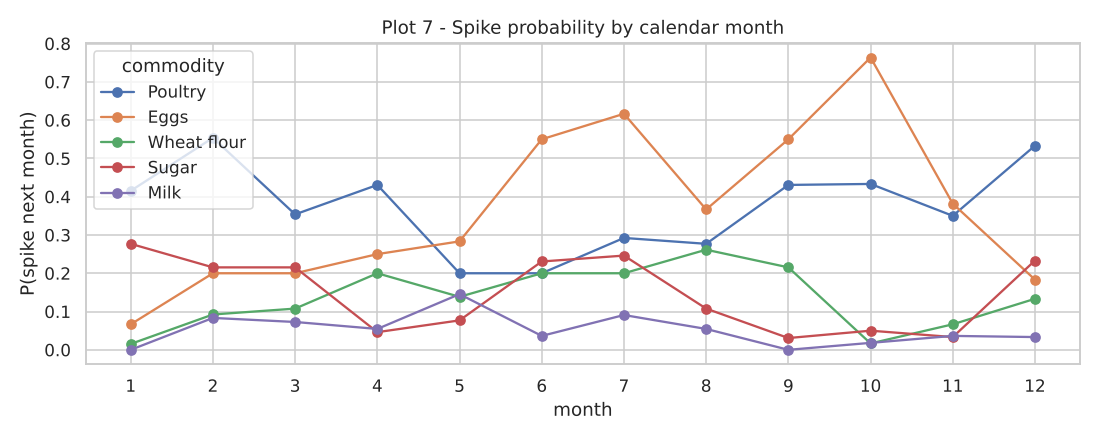 Plot 7 - Spike probability by calendar month
P(spike next month)
0.8
0.7
0.6
0.5
0.4
0.3
0.2
0.1
0.0
commodity
Poultry
Eggs
Wheat flour
Sugar
Milk
1 2 3 4 5 6 7 8 9 10 11 12
month